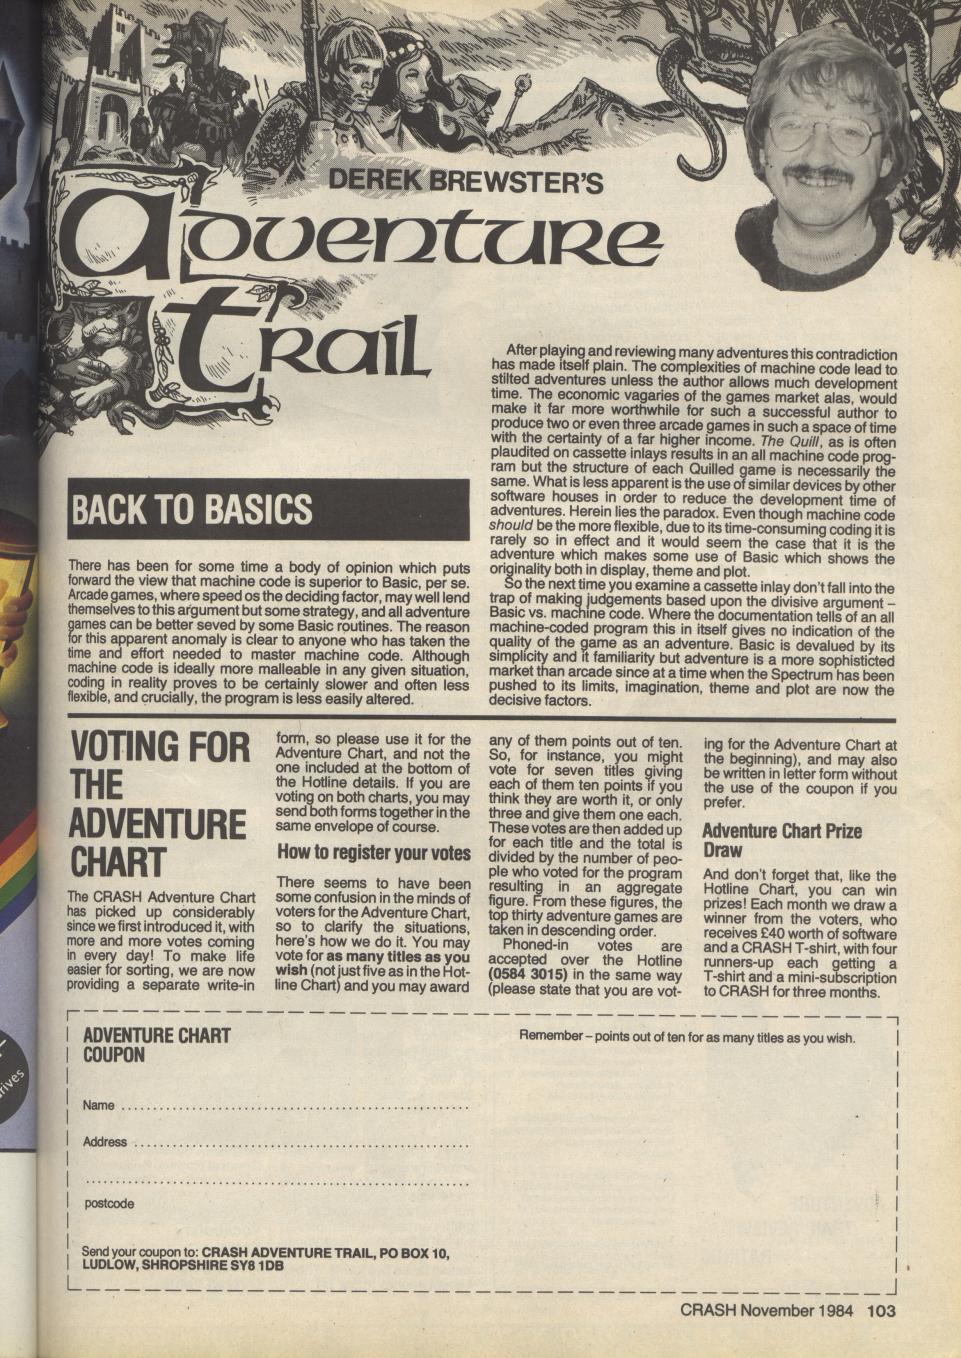 DEREK BREWSTER'S
Adventure
Trail
BACK TO BASICS
There has been for some time a body of opinion which puts
forward the view that machine code is superior to Basic, per se.
Arcade games, where speed os the deciding factor, may well lend
themselves to this argument but some strategy, and all adventure
games can be better seved by some Basic routines. The reason
for this apparent anomaly is clear to anyone who has taken the
time and effort needed to master machine code. Although
machine code is ideally more malleable in any given situation,
coding in reality proves to be certainly slower and often less
flexible, and crucially, the program is less easily altered.
After playing and reviewing many adventures this contradiction
has made itself plain. The complexities of machine code lead to
stilted adventures unless the author allows much development
time. The economic vagaries of the games market alas, would
make it far more worthwhile for such a successful author to
produce two or even three arcade games in such a space of time
with the certainty of a far higher income. The Quill, as is often
plaudited on cassette inlays results in an all machine code prog-
ram but the structure of each Quilled game is necessarily the
same. What is less apparent is the use of similar devices by other
software houses in order to reduce the development time of
adventures. Herein lies the paradox. Even though machine code
should be the more flexible, due to its time-consuming coding it is
rarely so in effect and it would seem the case that it is the
adventure which makes some use of Basic which shows the
originality both in display, theme and plot.
So the next time you examine a cassette inlay don't fall into the
trap of making judgements based upon the divisive argument –
Basic vs. machine code. Where the documentation tells of an all
machine-coded program this in itself gives no indication of the
quality of the game as an adventure. Basic is devalued by its
simplicity and it familiarity but adventure is a more sophisticted
market than arcade since at a time when the Spectrum has been
pushed to its limits, imagination, theme and plot are now the
decisive factors.
VOTING FOR
THE
ADVENTURE
CHART
The CRASH Adventure Chart
has picked up considerably
since we first introduced it, with
more and more votes coming
in every day! To make life
easier for sorting, we are now
providing a separate write-in
form, so please use it for the
Adventure Chart, and not the
one included at the bottom of
the Hotline details. If you are
voting on both charts, you may
send both forms together in the
same envelope of course.
How to register your votes
There seems to have been
some confusion in the minds of
voters for the Adventure Chart,
so to clarify the situations,
here's how we do it. You may
vote for as many titles as you
wish (not just five as in the Hot-
line Chart) and you may award
any of them points out of ten.
So, for instance, you might
vote for seven titles giving
each of them ten points if you
think they are worth it, or only
three and give them one each.
These votes are then added up
for each title and the total is
divided by the number of peo-
ple who voted for the program
resulting in an aggregate
figure. From these figures, the
top thirty adventure games are
taken in descending order.
Phoned-in votes are
accepted over the Hotline
(0584 3015) in the same way
(please state that you are vot-
ing for the Adventure Chart at
the beginning), and may also
be written in letter form without
the use of the coupon if you
prefer.
Adventure Chart Prize
Draw
And don't forget that, like the
Hotline Chart, you can win
prizes! Each month we draw a
winner from the voters, who
receives £40 worth of software
and a CRASH T-shirt, with four
runners-up each getting a
T-shirt and a mini-subscription
to CRASH for three months.
ADVENTURE CHART
COUPON
Remember – points out of ten for as many titles as you wish.
Name
Address
postcode
Send your coupon to: CRASH ADVENTURE TRAIL, PO BOX 10,
LUDLOW, SHROPSHIRE SY8 1DB
CRASH November 1984 103